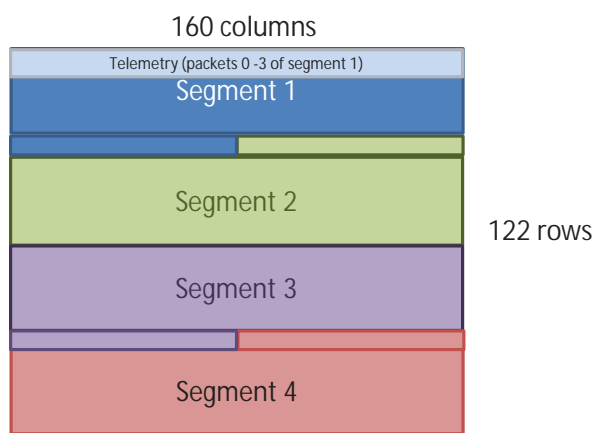 160 columns
Telemetry (packets 0 -3 of segment 1)
Segment 1
Segment 2
122 rows
Segment 3
Segment 4